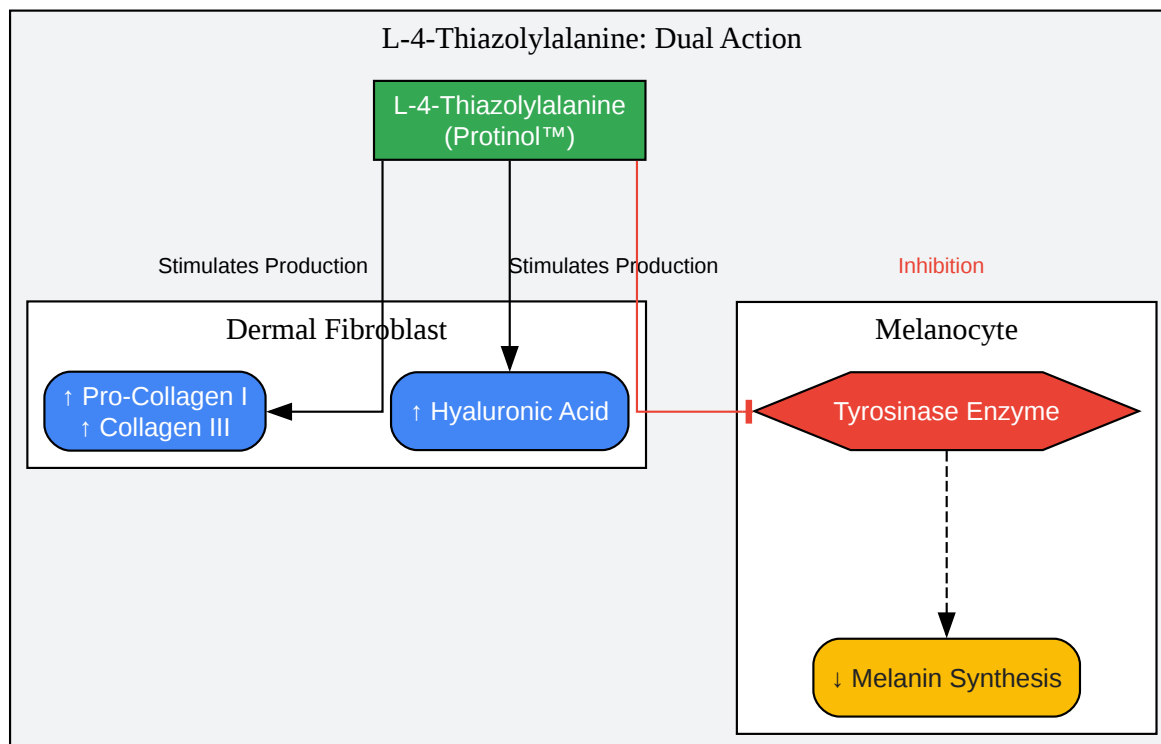 L-4-Thiazolylalanine: Dual Action
L-4-Thiazolylalanine
(Protinol™)
Stimulates Production
Stimulates Production
Inhibition
Dermal Fibroblast
↑ Pro-Collagen I
↑ Collagen III
↑ Hyaluronic Acid
Melanocyte
Tyrosinase Enzyme
↓ Melanin Synthesis